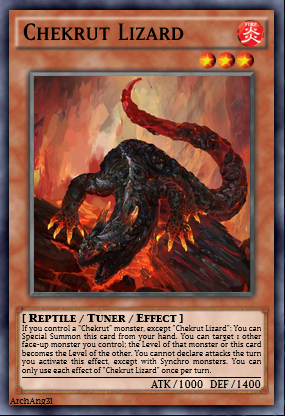 CHEKRUT LIZARD
FIRE
炎
[ REPTILE / TUNER / EFFECT ]
If you control a "Chekrut" monster, except "Chekrut Lizard": You can
Special Summon this card from your hand. You can target 1 other
face-up monster you control; the Level of that monster or this card
becomes the Level of the other. You cannot declare attacks the turn
you activate this effect, except with Synchro monsters. You can
only use each effect of "Chekrut Lizard" once per turn.
ATK/1000 DEF/1400
ArchAng3l